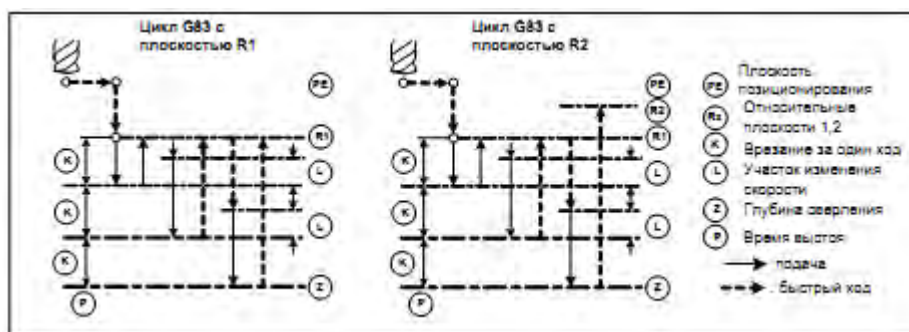 Цикл G83 с
плоскостью R1
Цикл G83 с
плоскостью R2
PE
R1
L
L
Z
K
K
K
P
PE
R2
R1
L
L
Z
K
K
K
P
PE Плоскость
позиционирования
Rs Относительные
плоскости 1,2
K Врезание за один ход
L Участок изменения
скорости
Z Глубина сверления
P Время выстоя
подача
быстрый ход